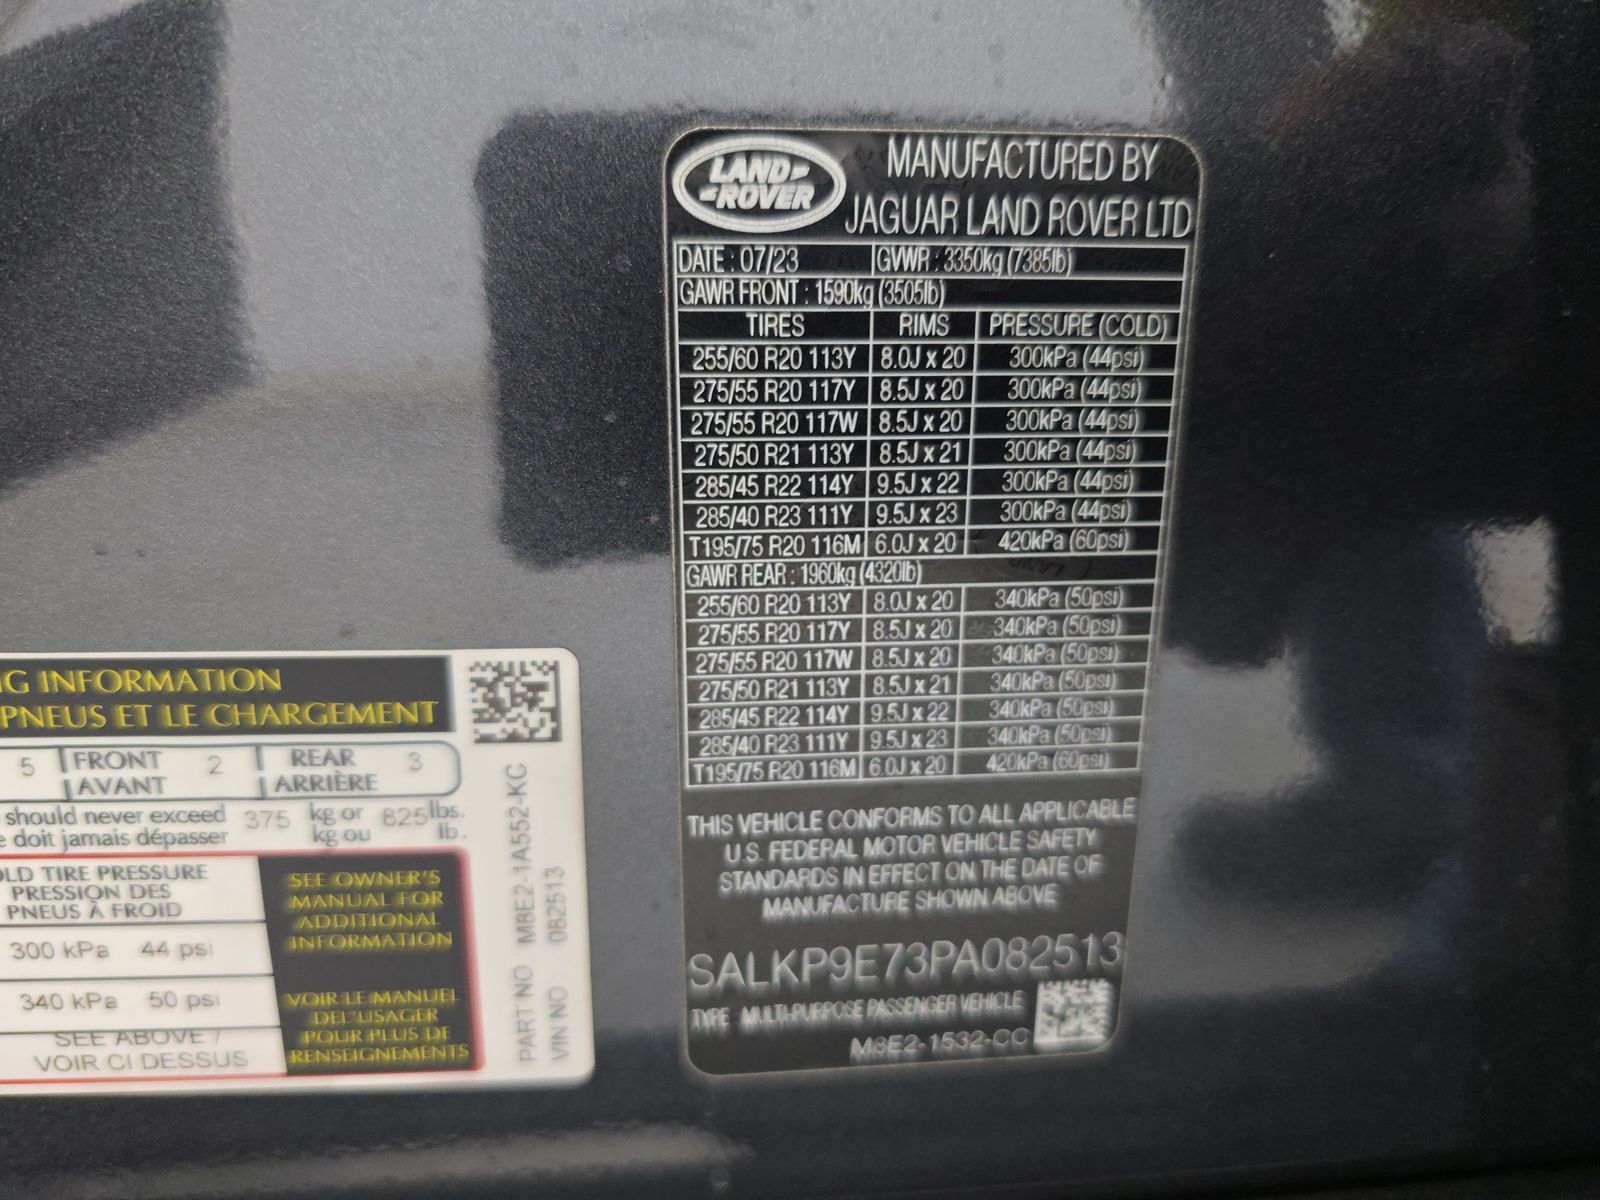 G INFORMATION
PNEUS ET LE CHARGEMENT
5 FRONT 2 REAR 3
AVANT ARRIÈRE
should never exceed 375 kg or 825 lbs.
e doit jamais dépasser kg ou lb.
LD TIRE PRESSURE
PRESSION DES
PNEUS À FROID
300 kPa 44 psi
340 kPa 50 psi
SEE ABOVE /
VOIR CI DESSUS
SEE OWNER'S
MANUAL FOR
ADDITIONAL
INFORMATION
VOIR LE MANUEL
DEL'USAGER
POUR PLUS DE
RENSEIGNEMENTS
PART NO : M8E2-1A552-KC
VIN NO : 082513
LAND
ROVER
MANUFACTURED BY
JAGUAR LAND ROVER LTD
DATE : 07/23 GVWR : 3350kg (7385lb)
GAWR FRONT : 1590kg (3505lb)
TIRES RIMS PRESSURE (COLD)
255/60 R20 113Y 8.0J x 20 300kPa (44psi)
275/55 R20 117Y 8.5J x 20 300kPa (44psi)
275/55 R20 117W 8.5J x 20 300kPa (44psi)
275/50 R21 113Y 8.5J x 21 300kPa (44psi)
285/45 R22 114Y 9.5J x 22 300kPa (44psi)
285/40 R23 111Y 9.5J x 23 300kPa (44psi)
T195/75 R20 116M 6.0J x 20 420kPa (60psi)
GAWR REAR : 1960kg (4320lb)
255/60 R20 113Y 8.0J x 20 340kPa (50psi)
275/55 R20 117Y 8.5J x 20 340kPa (50psi)
275/55 R20 117W 8.5J x 20 340kPa (50psi)
275/50 R21 113Y 8.5J x 21 340kPa (50psi)
285/45 R22 114Y 9.5J x 22 340kPa (50psi)
285/40 R23 111Y 9.5J x 23 340kPa (50psi)
T195/75 R20 116M 6.0J x 20 420kPa (60psi)
THIS VEHICLE CONFORMS TO ALL APPLICABLE
U.S. FEDERAL MOTOR VEHICLE SAFETY
STANDARDS IN EFFECT ON THE DATE OF
MANUFACTURE SHOWN ABOVE
SALKP9E73PA082513
TYPE : MULTI-PURPOSE PASSENGER VEHICLE
M8E2-1532-CC